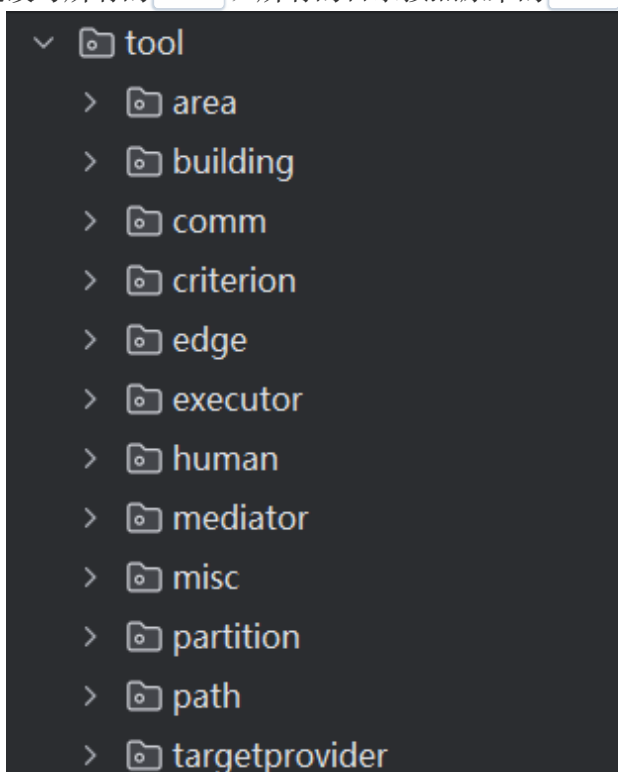 tool
area
building
comm
criterion
edge
executor
human
mediator
misc
partition
path
targetprovider